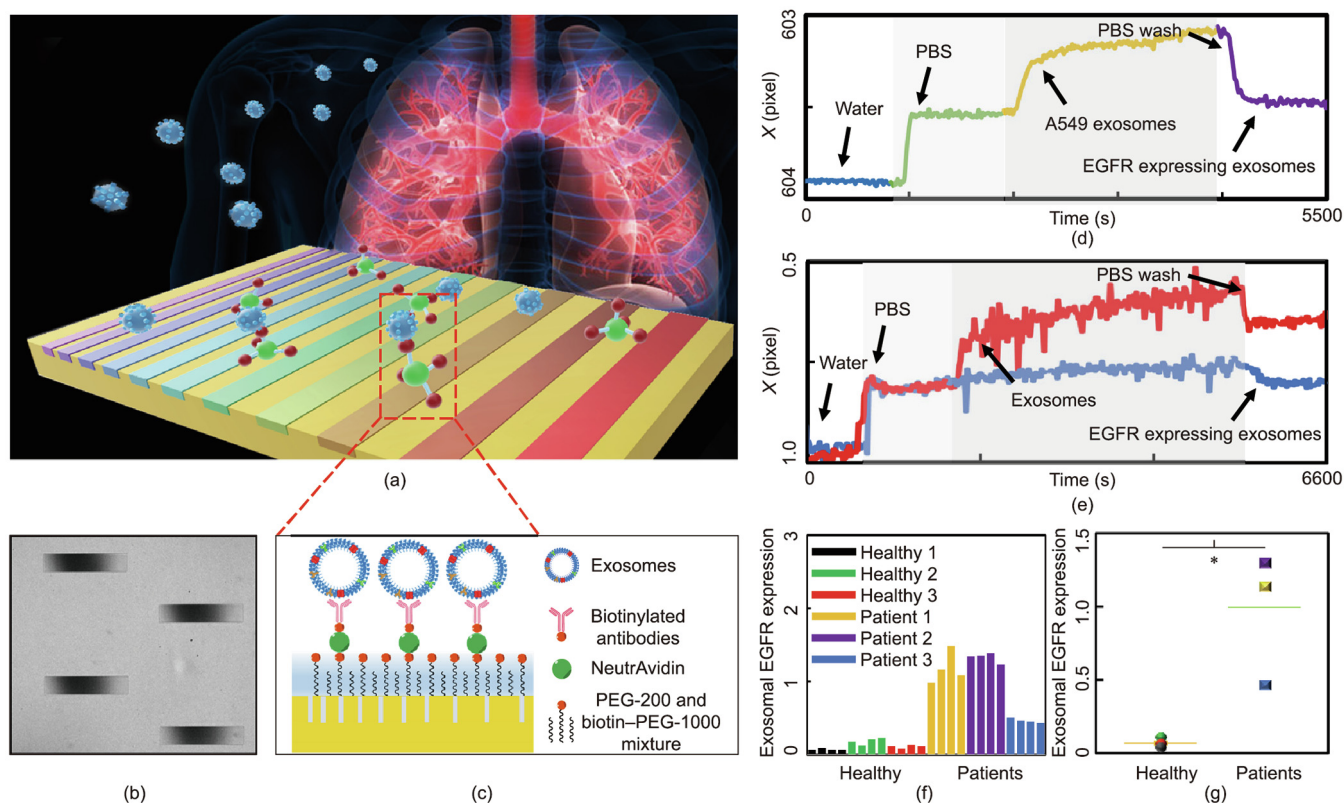 (a)
(b)
Exosomes
Biotinylated
antibodies
NeutrAvidin
PEG-200 and
biotin–PEG-1000
mixture
(c)
603
X (pixel)
604
Water
PBS
A549 exosomes
PBS wash
EGFR expressing exosomes
0
Time (s)
5500
(d)
0.5
X (pixel)
1.0
Water
PBS
Exosomes
PBS wash
EGFR expressing exosomes
0
Time (s)
6600
(e)
Exosomal EGFR expression
3
2
1
0
Healthy 1
Healthy 2
Healthy 3
Patient 1
Patient 2
Patient 3
Healthy
Patients
(f)
Exosomal EGFR expression
1.5
1.0
0.5
0
*
Healthy
Patients
(g)